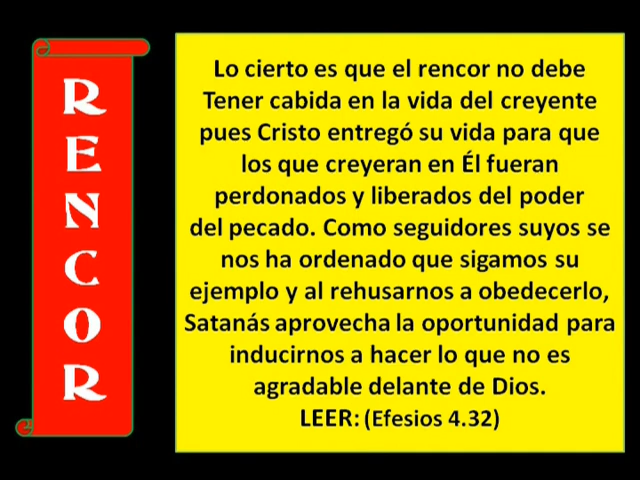 RENCOR
Lo cierto es que el rencor no debe
Tener cabida en la vida del creyente
pues Cristo entregó su vida para que
los que creyeran en Él fueran
perdonados y liberados del poder
del pecado. Como seguidores suyos se
nos ha ordenado que sigamos su
ejemplo y al rehusarnos a obedecerlo,
Satanás aprovecha la oportunidad para
inducirnos a hacer lo que no es
agradable delante de Dios.
LEER: (Efesios 4.32)